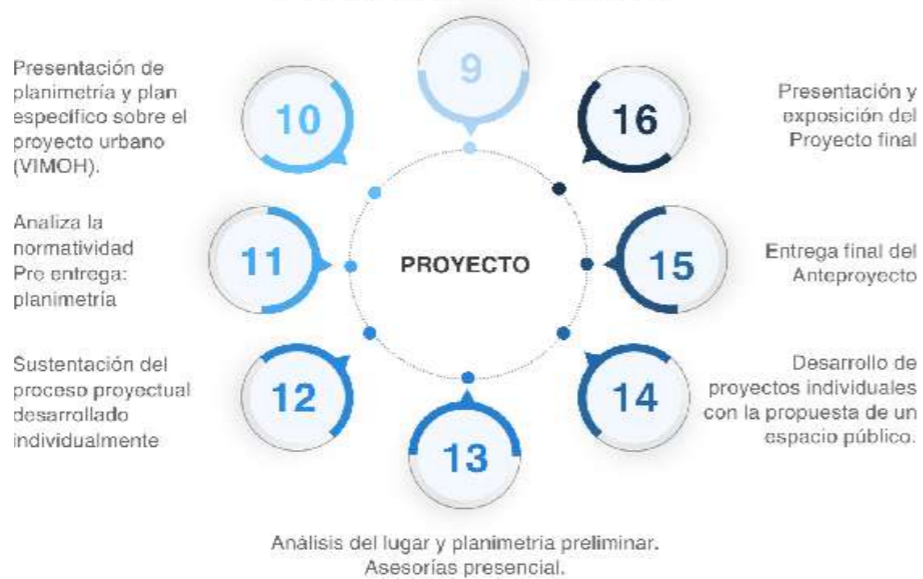 9
10
Presentación de
planimetría y plan
específico sobre el
proyecto urbano
(VIMOH).
11
Analiza la
normatividad
Pre entrega:
planimetría
12
Sustentación del
proceso proyectual
desarrollado
individualmente
PROYECTO
13
Análisis del lugar y planimetria preliminar.
Asesorías presencial.
14
Desarrollo de
proyectos individuales
con la propuesta de un
espacio público.
15
Entrega final del
Anteproyecto
16
Presentación y
exposición del
Proyecto final